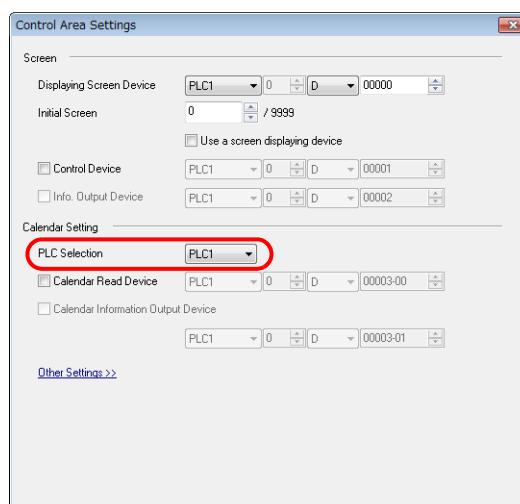 Control Area Settings
Screen
Displaying Screen Device PLC1 0 D 00000
Initial Screen 0 / 9999
Use a screen displaying device
Control Device PLC1 0 D 00001
Info. Output Device PLC1 0 D 00002
Calendar Setting
PLC Selection PLC1
Calendar Read Device PLC1 0 D 00003-00
Calendar Information Output Device
PLC1 0 D 00003-01
Other Settings >>